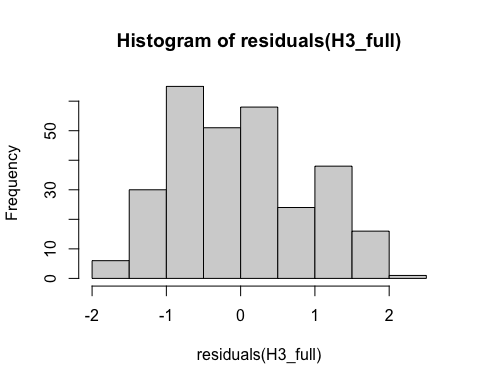 Histogram of residuals(H3_full)
Frequency
50
30
10
0
-2 -1 0 1 2
residuals(H3_full)